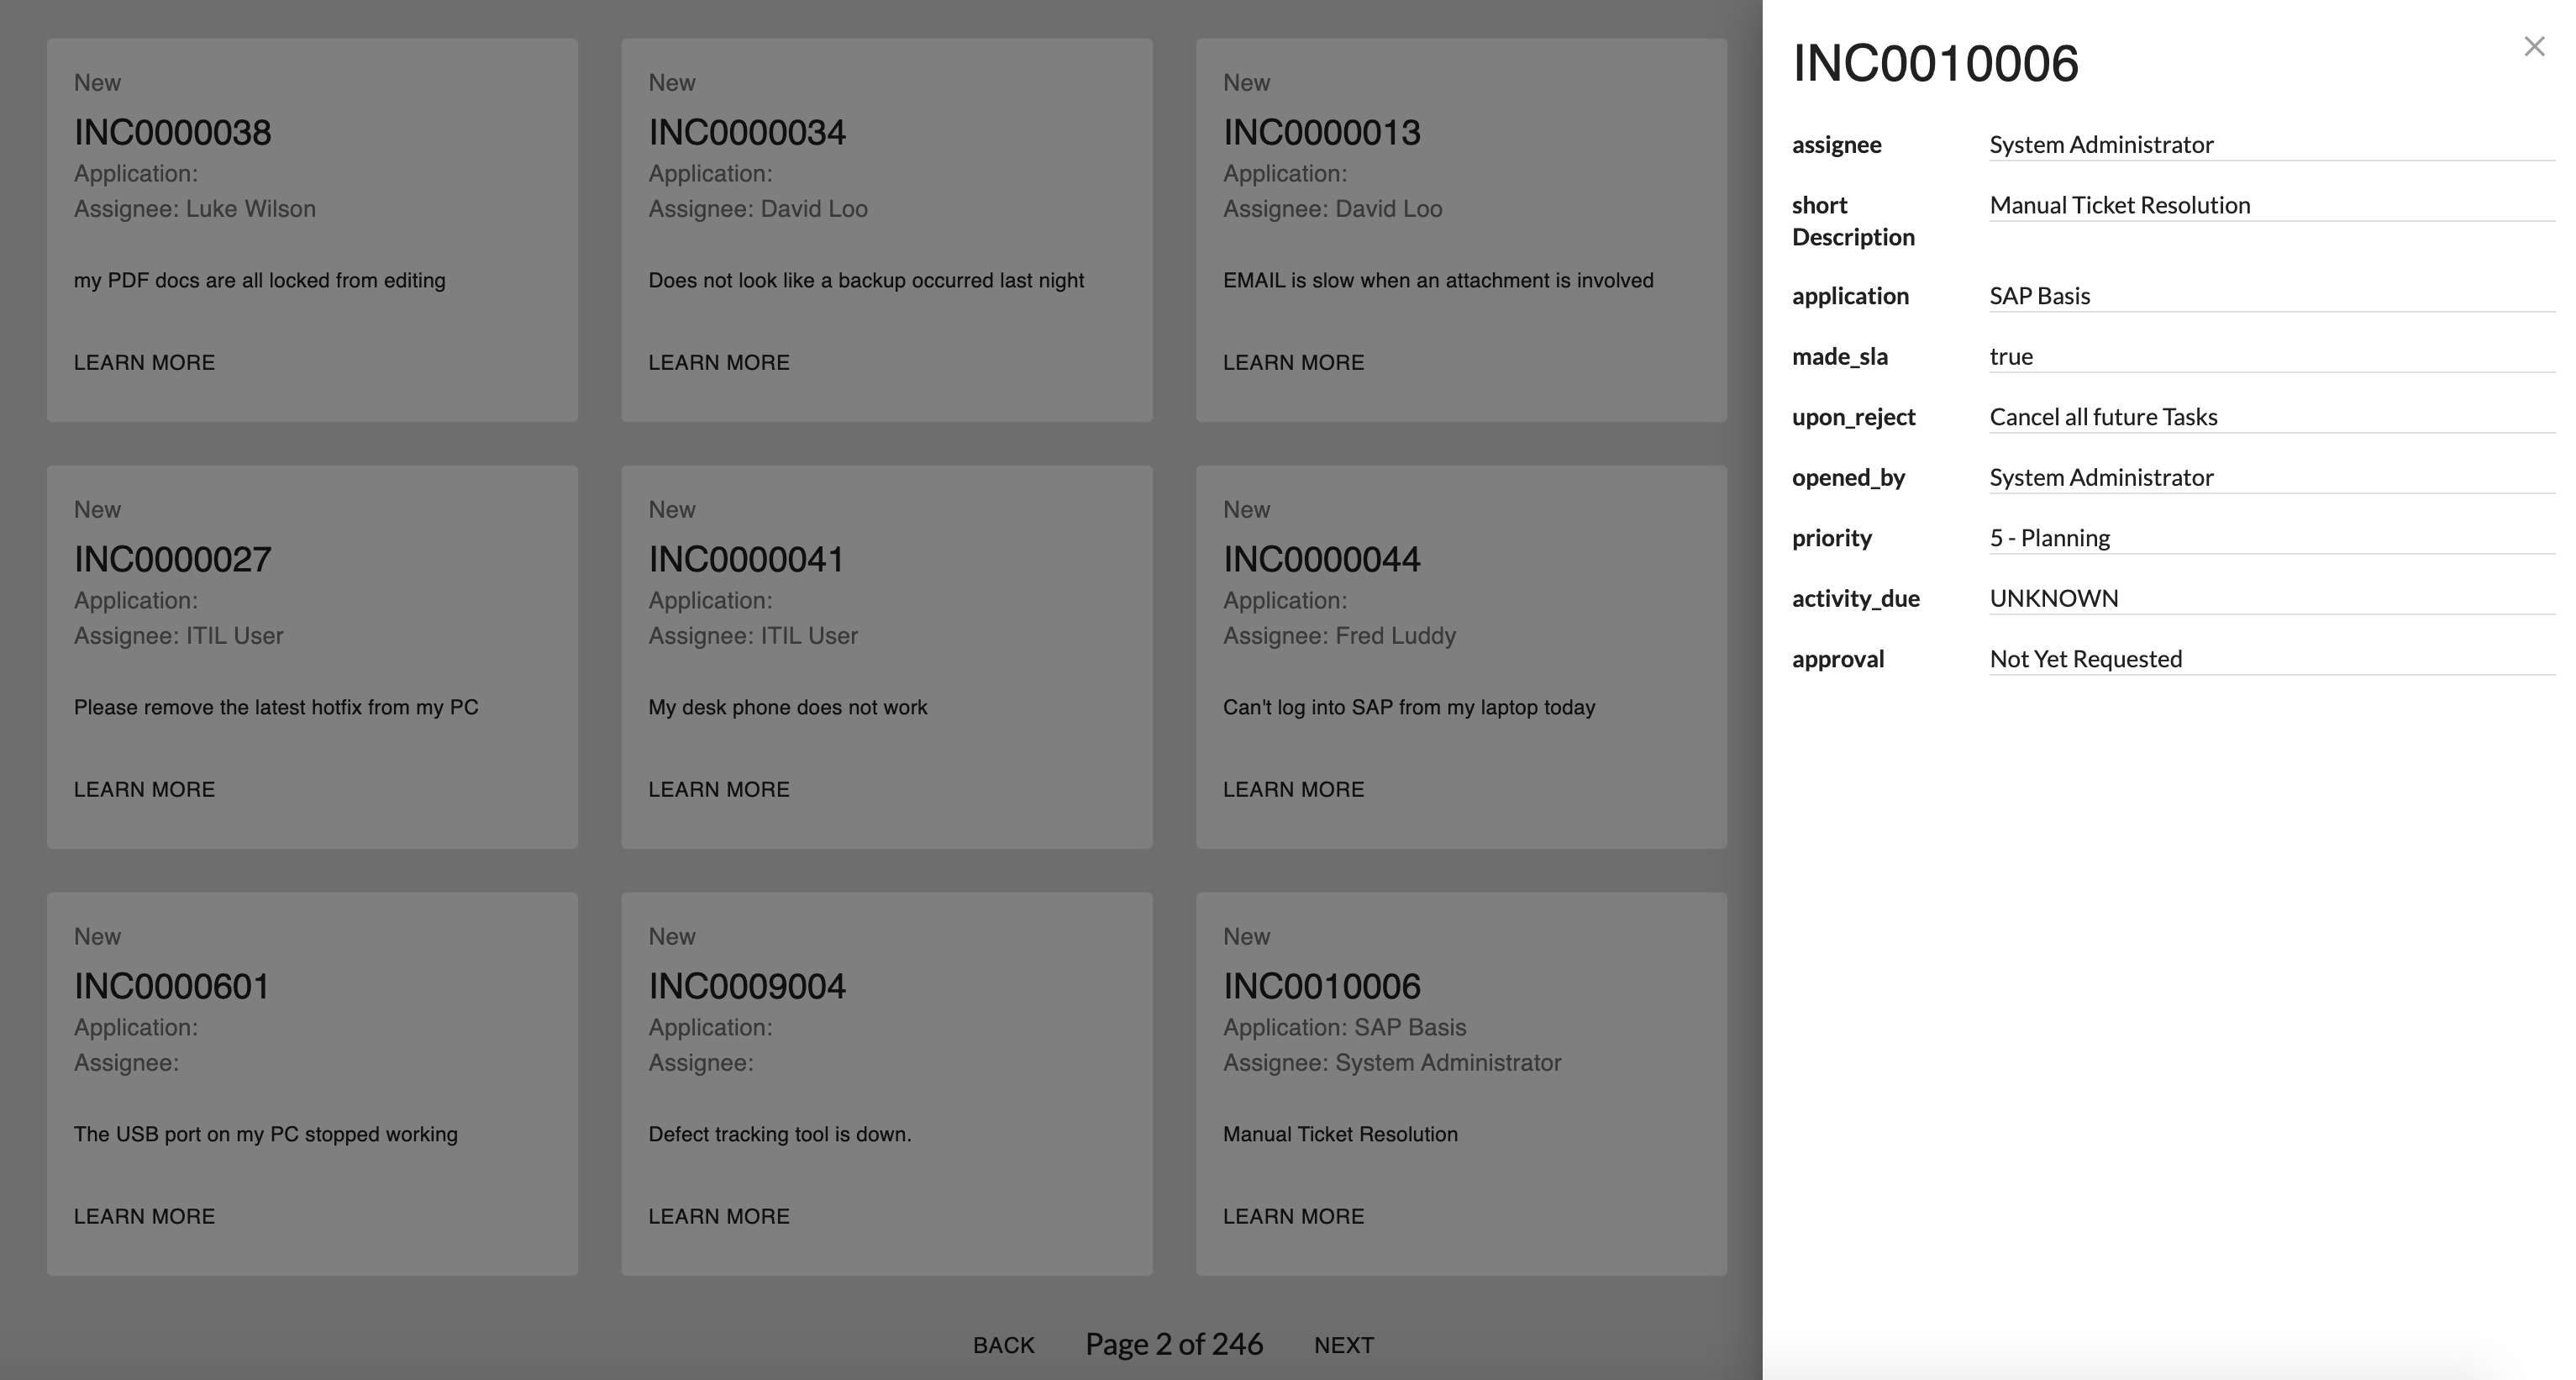 New
INC0000038
Application:
Assignee: Luke Wilson
my PDF docs are all locked from editing
LEARN MORE
New
INC0000034
Application:
Assignee: David Loo
Does not look like a backup occurred last night
LEARN MORE
New
INC0000013
Application:
Assignee: David Loo
EMAIL is slow when an attachment is involved
LEARN MORE
New
INC0000027
Application:
Assignee: ITIL User
Please remove the latest hotfix from my PC
LEARN MORE
New
INC0000041
Application:
Assignee: ITIL User
My desk phone does not work
LEARN MORE
New
INC0000044
Application:
Assignee: Fred Luddy
Can't log into SAP from my laptop today
LEARN MORE
New
INC0000601
Application:
Assignee:
The USB port on my PC stopped working
LEARN MORE
New
INC0009004
Application:
Assignee:
Defect tracking tool is down.
LEARN MORE
New
INC0010006
Application: SAP Basis
Assignee: System Administrator
Manual Ticket Resolution
LEARN MORE
BACK Page 2 of 246 NEXT
INC0010006
assignee System Administrator
short Manual Ticket Resolution
Description
application SAP Basis
made_sla true
upon_reject Cancel all future Tasks
opened_by System Administrator
priority 5 - Planning
activity_due UNKNOWN
approval Not Yet Requested